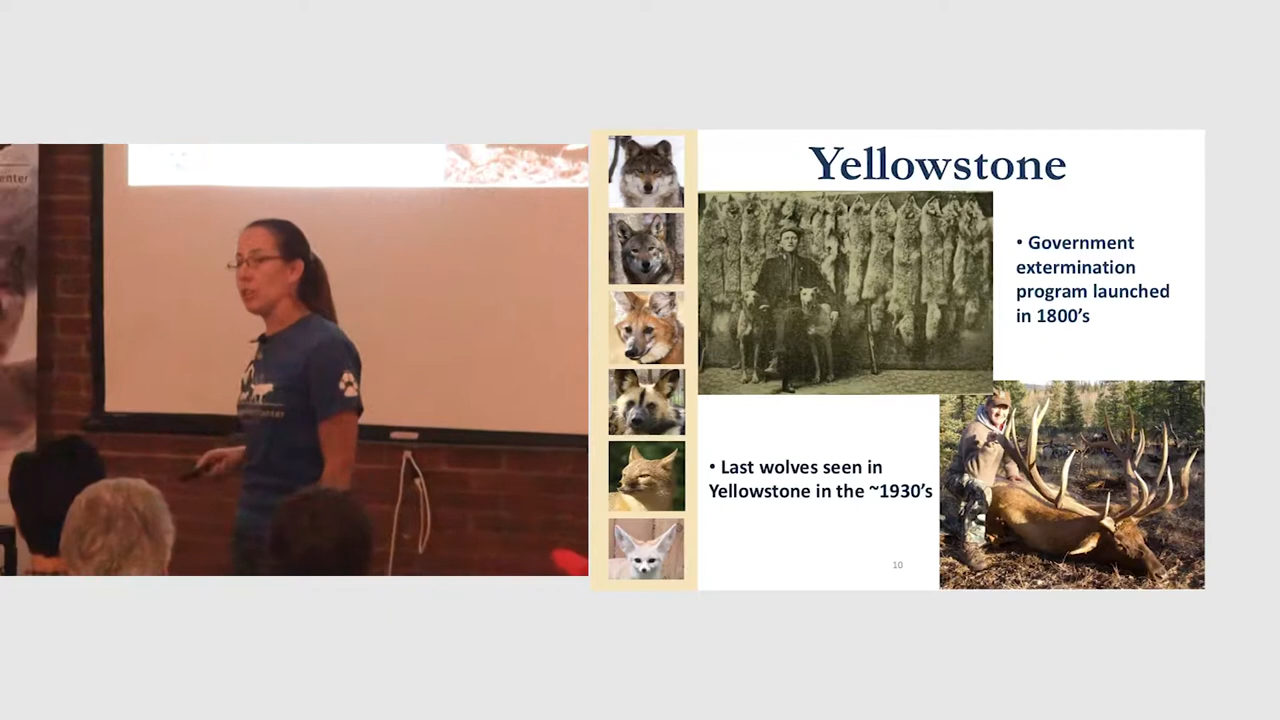 enter
Yellowstone
• Government
extermination
program launched
in 1800's
• Last wolves seen in
Yellowstone in the ~1930's
10